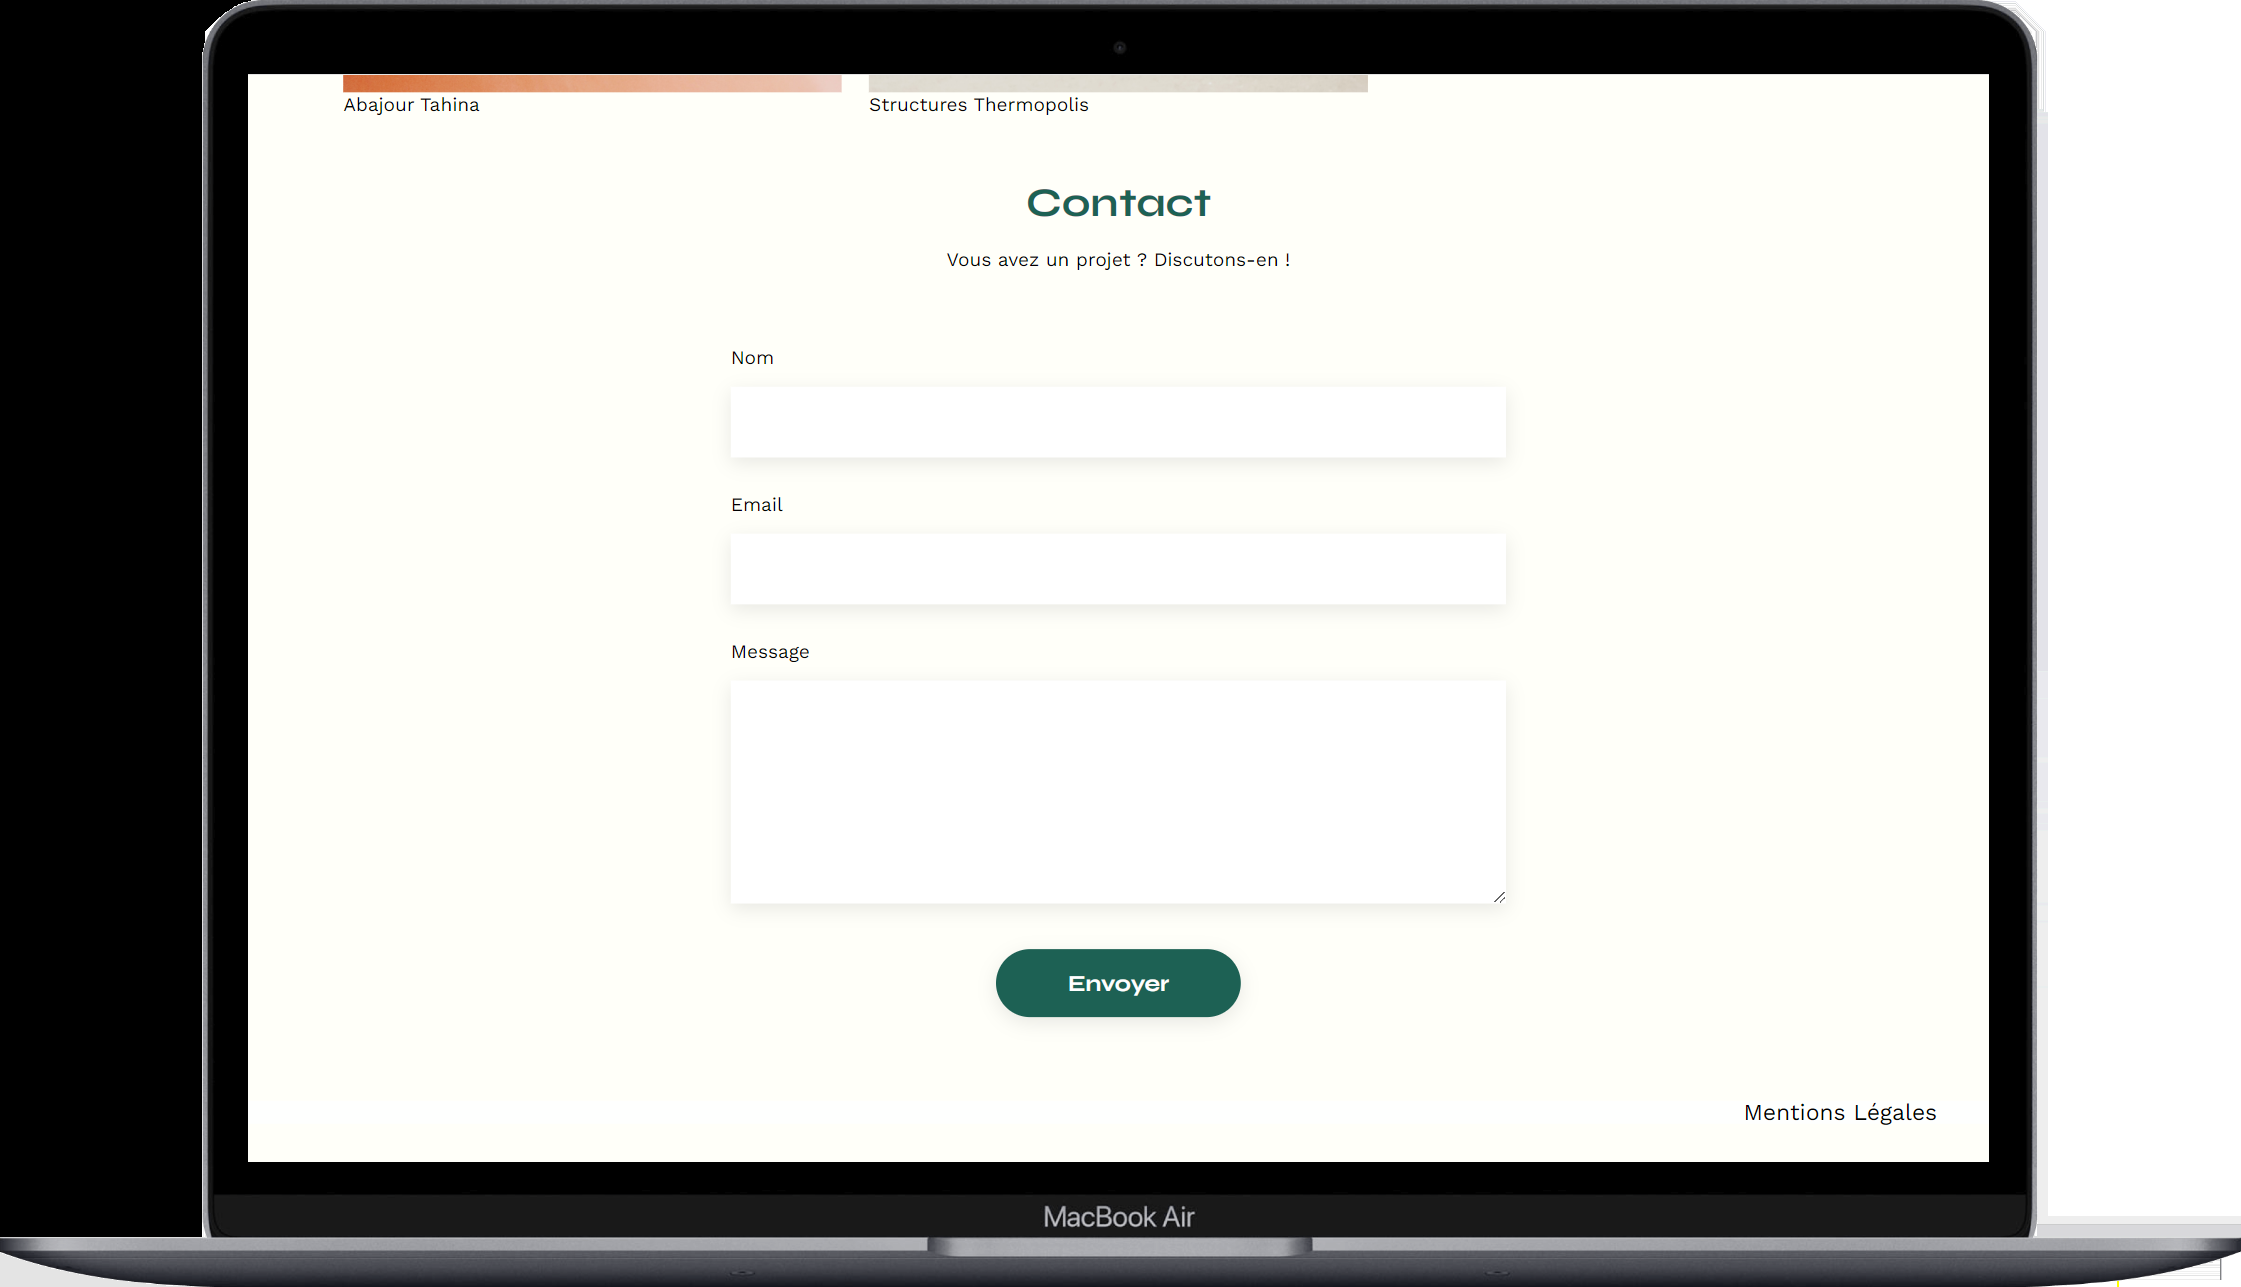 Abajour Tahina
Structures Thermopolis
Contact
Vous avez un projet ? Discutons-en !
Nom
Email
Message
Envoyer
Mentions Légales
MacBook Air